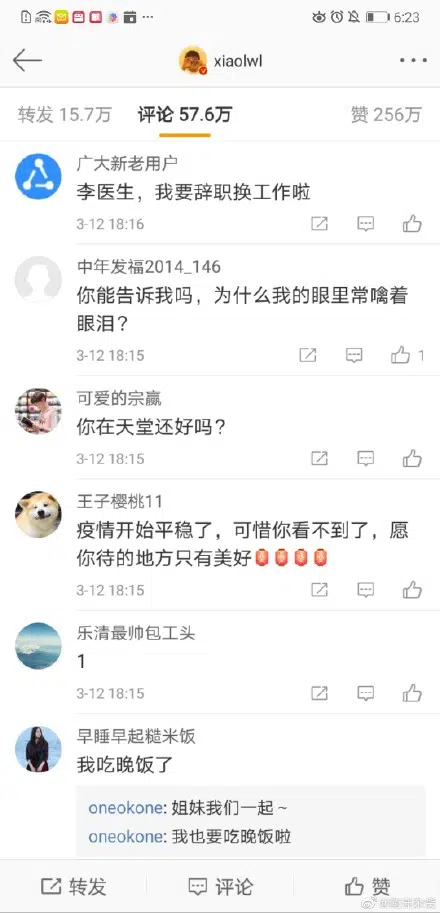 6:23
xiaolwl
转发 15.7万 评论 57.6万 赞 256万
广大新老用户
李医生，我要辞职换工作啦
3-12 18:16
中年发福2014_146
你能告诉我吗，为什么我的眼里常噙着
眼泪？
3-12 18:15 1
可爱的宗赢
你在天堂还好吗？
3-12 18:15
王子樱桃11
疫情开始平稳了，可惜你看不到了，愿
你待的地方只有美好🏮🏮🏮🏮
3-12 18:15
乐清最帅包工头
1
3-12 18:15
早睡早起糙米饭
我吃晚饭了
oneokone: 姐妹我们一起～
oneokone: 我也要吃晚饭啦
转发 评论 赞